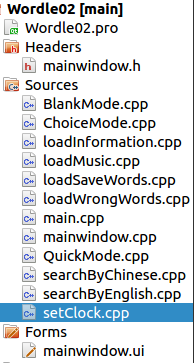 Wordle02 [main]
Wordle02.pro
Headers
mainwindow.h
Sources
BlankMode.cpp
ChoiceMode.cpp
loadInformation.cpp
loadMusic.cpp
loadSaveWords.cpp
loadWrongWords.cpp
main.cpp
mainwindow.cpp
QuickMode.cpp
searchByChinese.cpp
searchByEnglish.cpp
setClock.cpp
Forms
mainwindow.ui